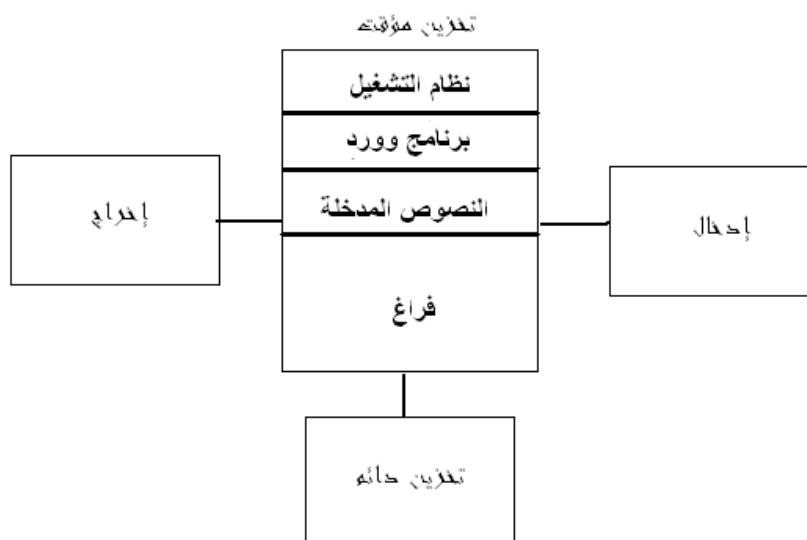 تخزين مؤقت
نظام التشغيل
برنامج وورد
النصوص المدخلة
فراغ
إدخال
إخراج
تخزين دائم